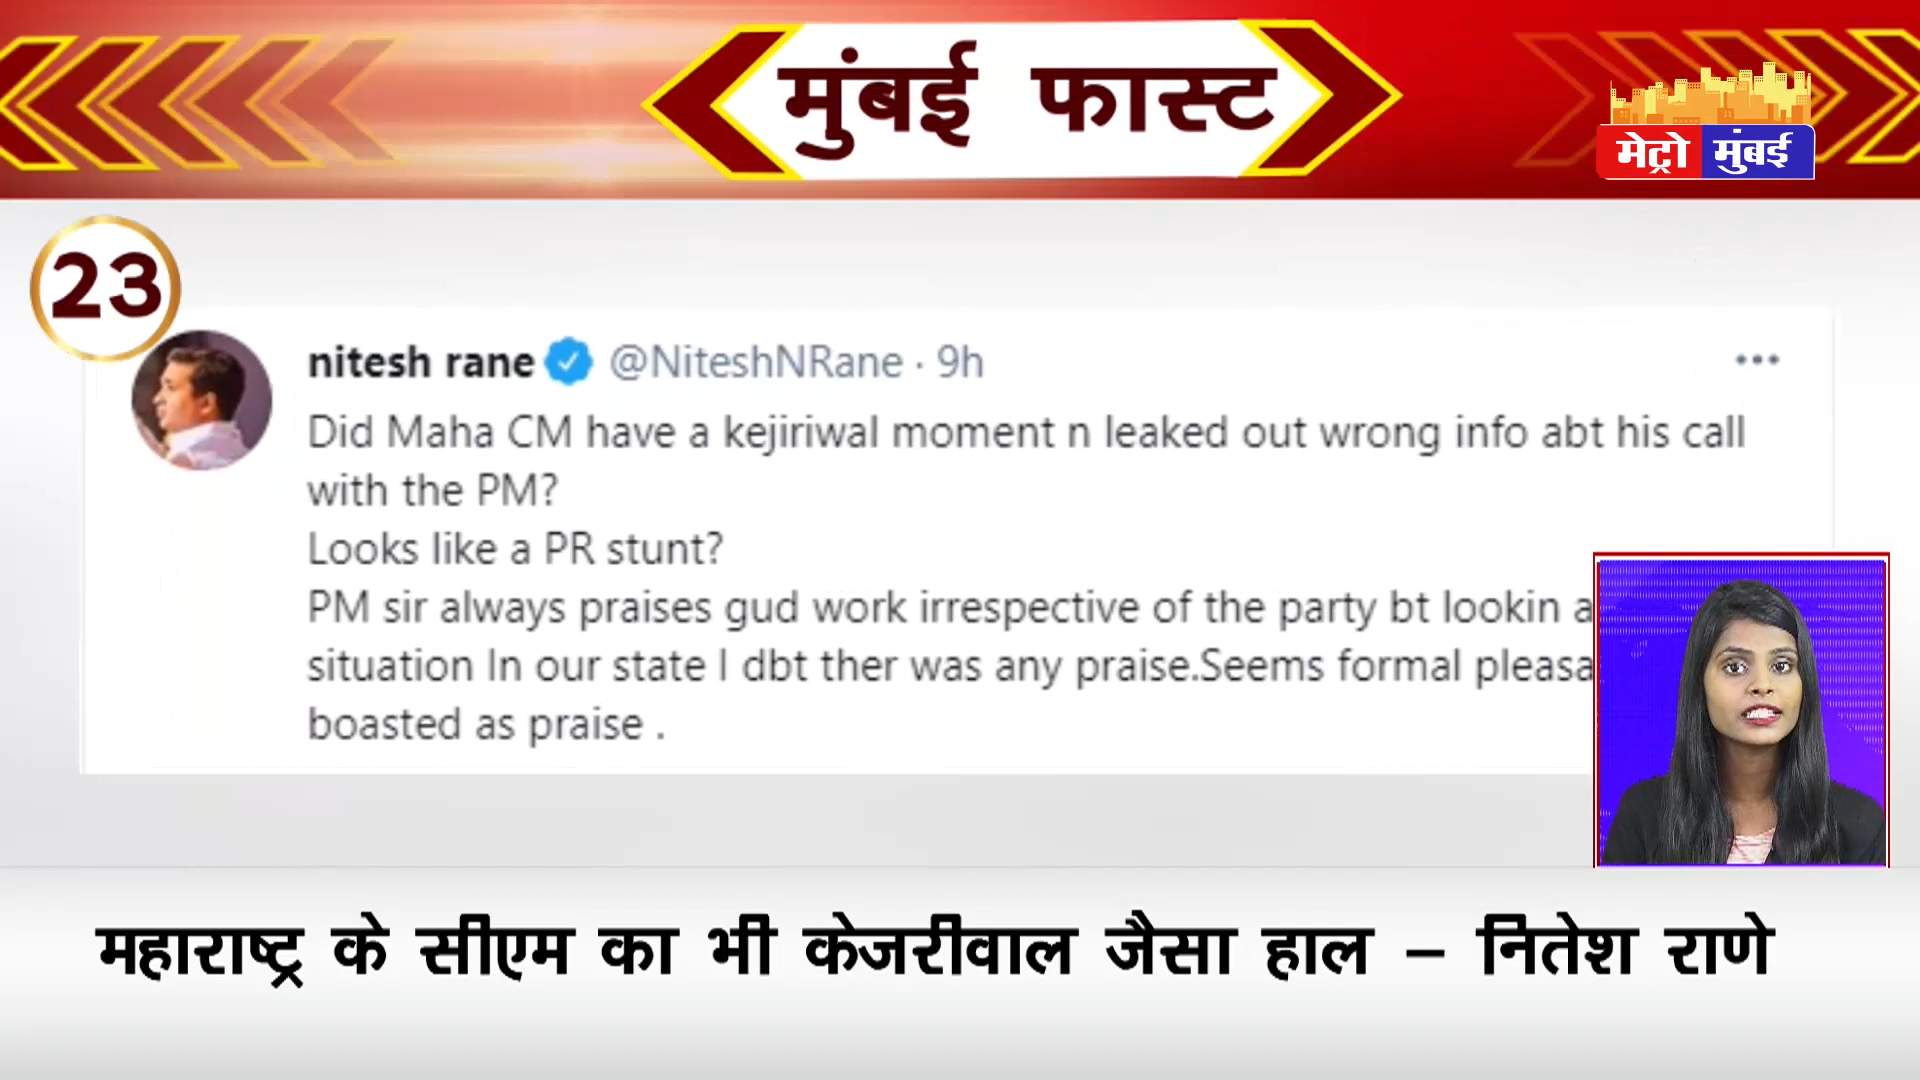 मुंबई फास्ट
मेट्रो मुंबई
23
nitesh rane @NiteshNRane · 9h
Did Maha CM have a kejiriwal moment n leaked out wrong info abt his call
with the PM?
Looks like a PR stunt?
PM sir always praises gud work irrespective of the party bt lookin
situation In our state I dbt ther was any praise.Seems formal
boasted as praise .
महाराष्ट्र के सीएम का भी केजरीवाल जैसा हाल – नितेश राणे